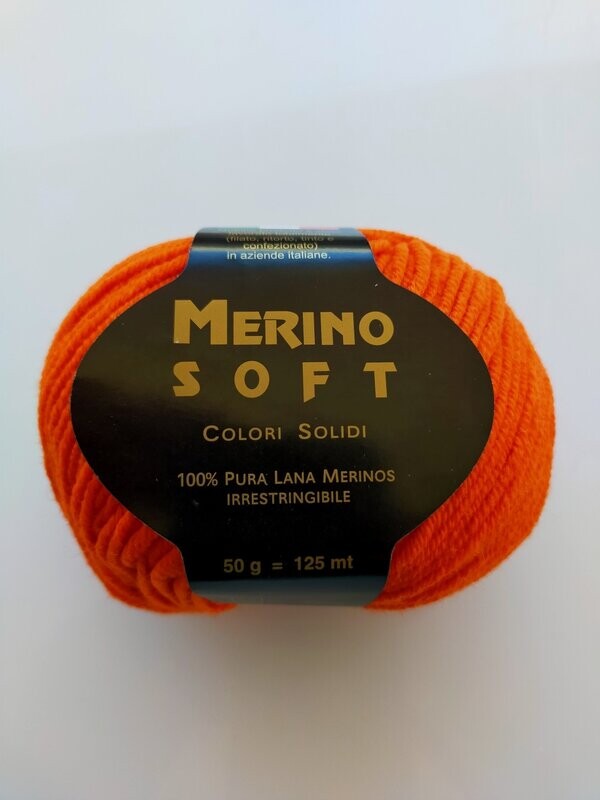 (filato, ritorto, tinto e
confezionato)
in aziende italiane.
MERINO
SOFT
COLORI SOLIDI
100% PURA LANA MERINOS
IRRESTRINGIBILE
50 g = 125 mt